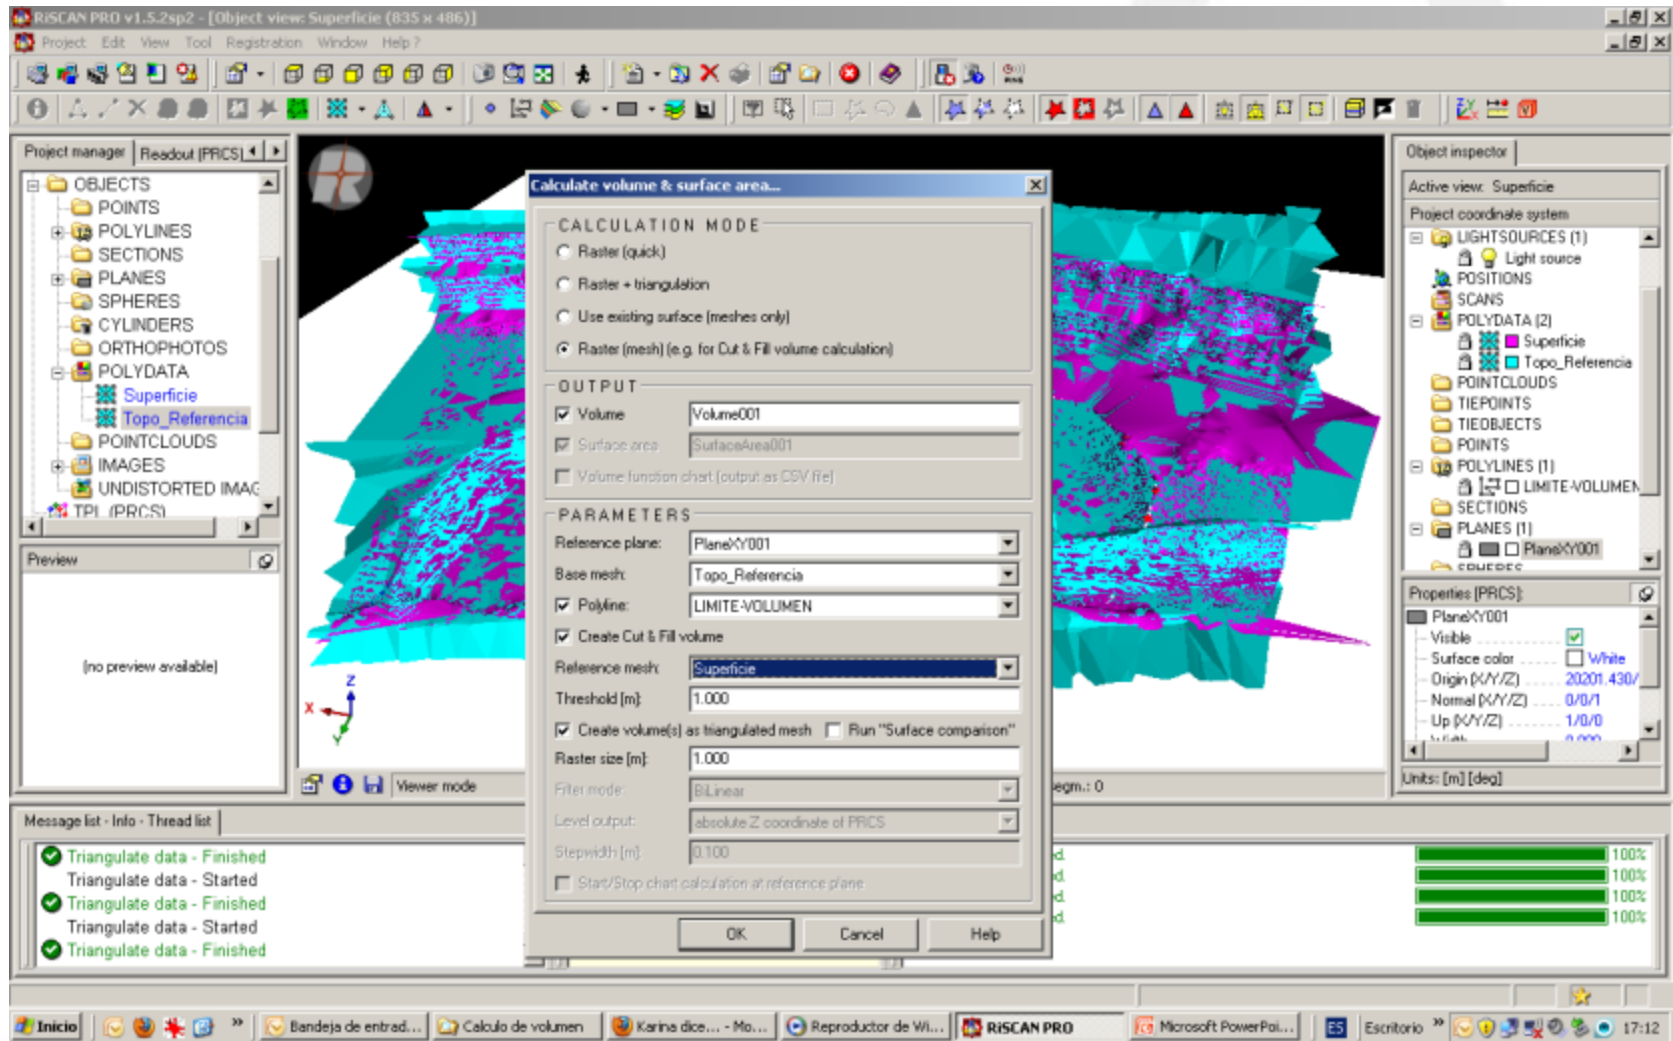 RiSCAN PRO v1.5.2sp2 - [Object view: Superficie (835 x 486)]
Project Edit View Tool Registration Window Help ?
Project manager Readout (PRCS)
OBJECTS
POINTS
POLYLINES
SECTIONS
PLANES
SPHERES
CYLINDERS
ORTHOPHOTOS
POLYDATA
Superficie
Topo_Referencia
POINTCLOUDS
IMAGES
UNDISTORTED IMAG
TPL (PRCS)
Preview
(no preview available)
Z
X
Y
Viewer mode
egm.: 0
Calculate volume & surface area...
CALCULATION MODE
Raster (quick)
Raster + triangulation
Use existing surface (meshes only)
Raster (mesh) (e.g. for Cut & Fill volume calculation)
OUTPUT
Volume Volume001
Surface area SurfaceArea001
Volume function chart (output as CSV file)
PARAMETERS
Reference plane: PlaneXY001
Base mesh: Topo_Referencia
Polyline: LIMITE-VOLUMEN
Create Cut & Fill volume
Reference mesh: Superficie
Threshold [m]: 1.000
Create volume(s) as triangulated mesh Run "Surface comparison"
Raster size [m]: 1.000
Filter mode: BiLinear
Level output: absolute Z coordinate of PRCS
Stepwidth [m]: 0.100
Start/Stop chart calculation at reference plane
OK Cancel Help
Object inspector
Active view: Superficie
Project coordinate system
LIGHTSOURCES (1)
Light source
POSITIONS
SCANS
POLYDATA (2)
Superficie
Topo_Referencia
POINTCLOUDS
TIEPOINTS
TIEOBJECTS
POINTS
POLYLINES (1)
LIMITE-VOLUMEN
SECTIONS
PLANES (1)
PlaneXY001
SPHERES
Properties [PRCS]:
PlaneXY001
Visible
Surface color White
Origin (X/Y/Z) 20201.430/
Normal (X/Y/Z) 0/0/1
Up (X/Y/Z) 1/0/0
Width 0.000
Units: [m] [deg]
Message list - Info - Thread list
Triangulate data - Finished
Triangulate data - Started
Triangulate data - Finished
Triangulate data - Started
Triangulate data - Finished
100%
100%
100%
100%
Inicio » Bandeja de entrad... Calculo de volumen Karina dice... - Mo... Reproductor de Wi... RiSCAN PRO Microsoft PowerPoi... ES Escritorio » 17:12